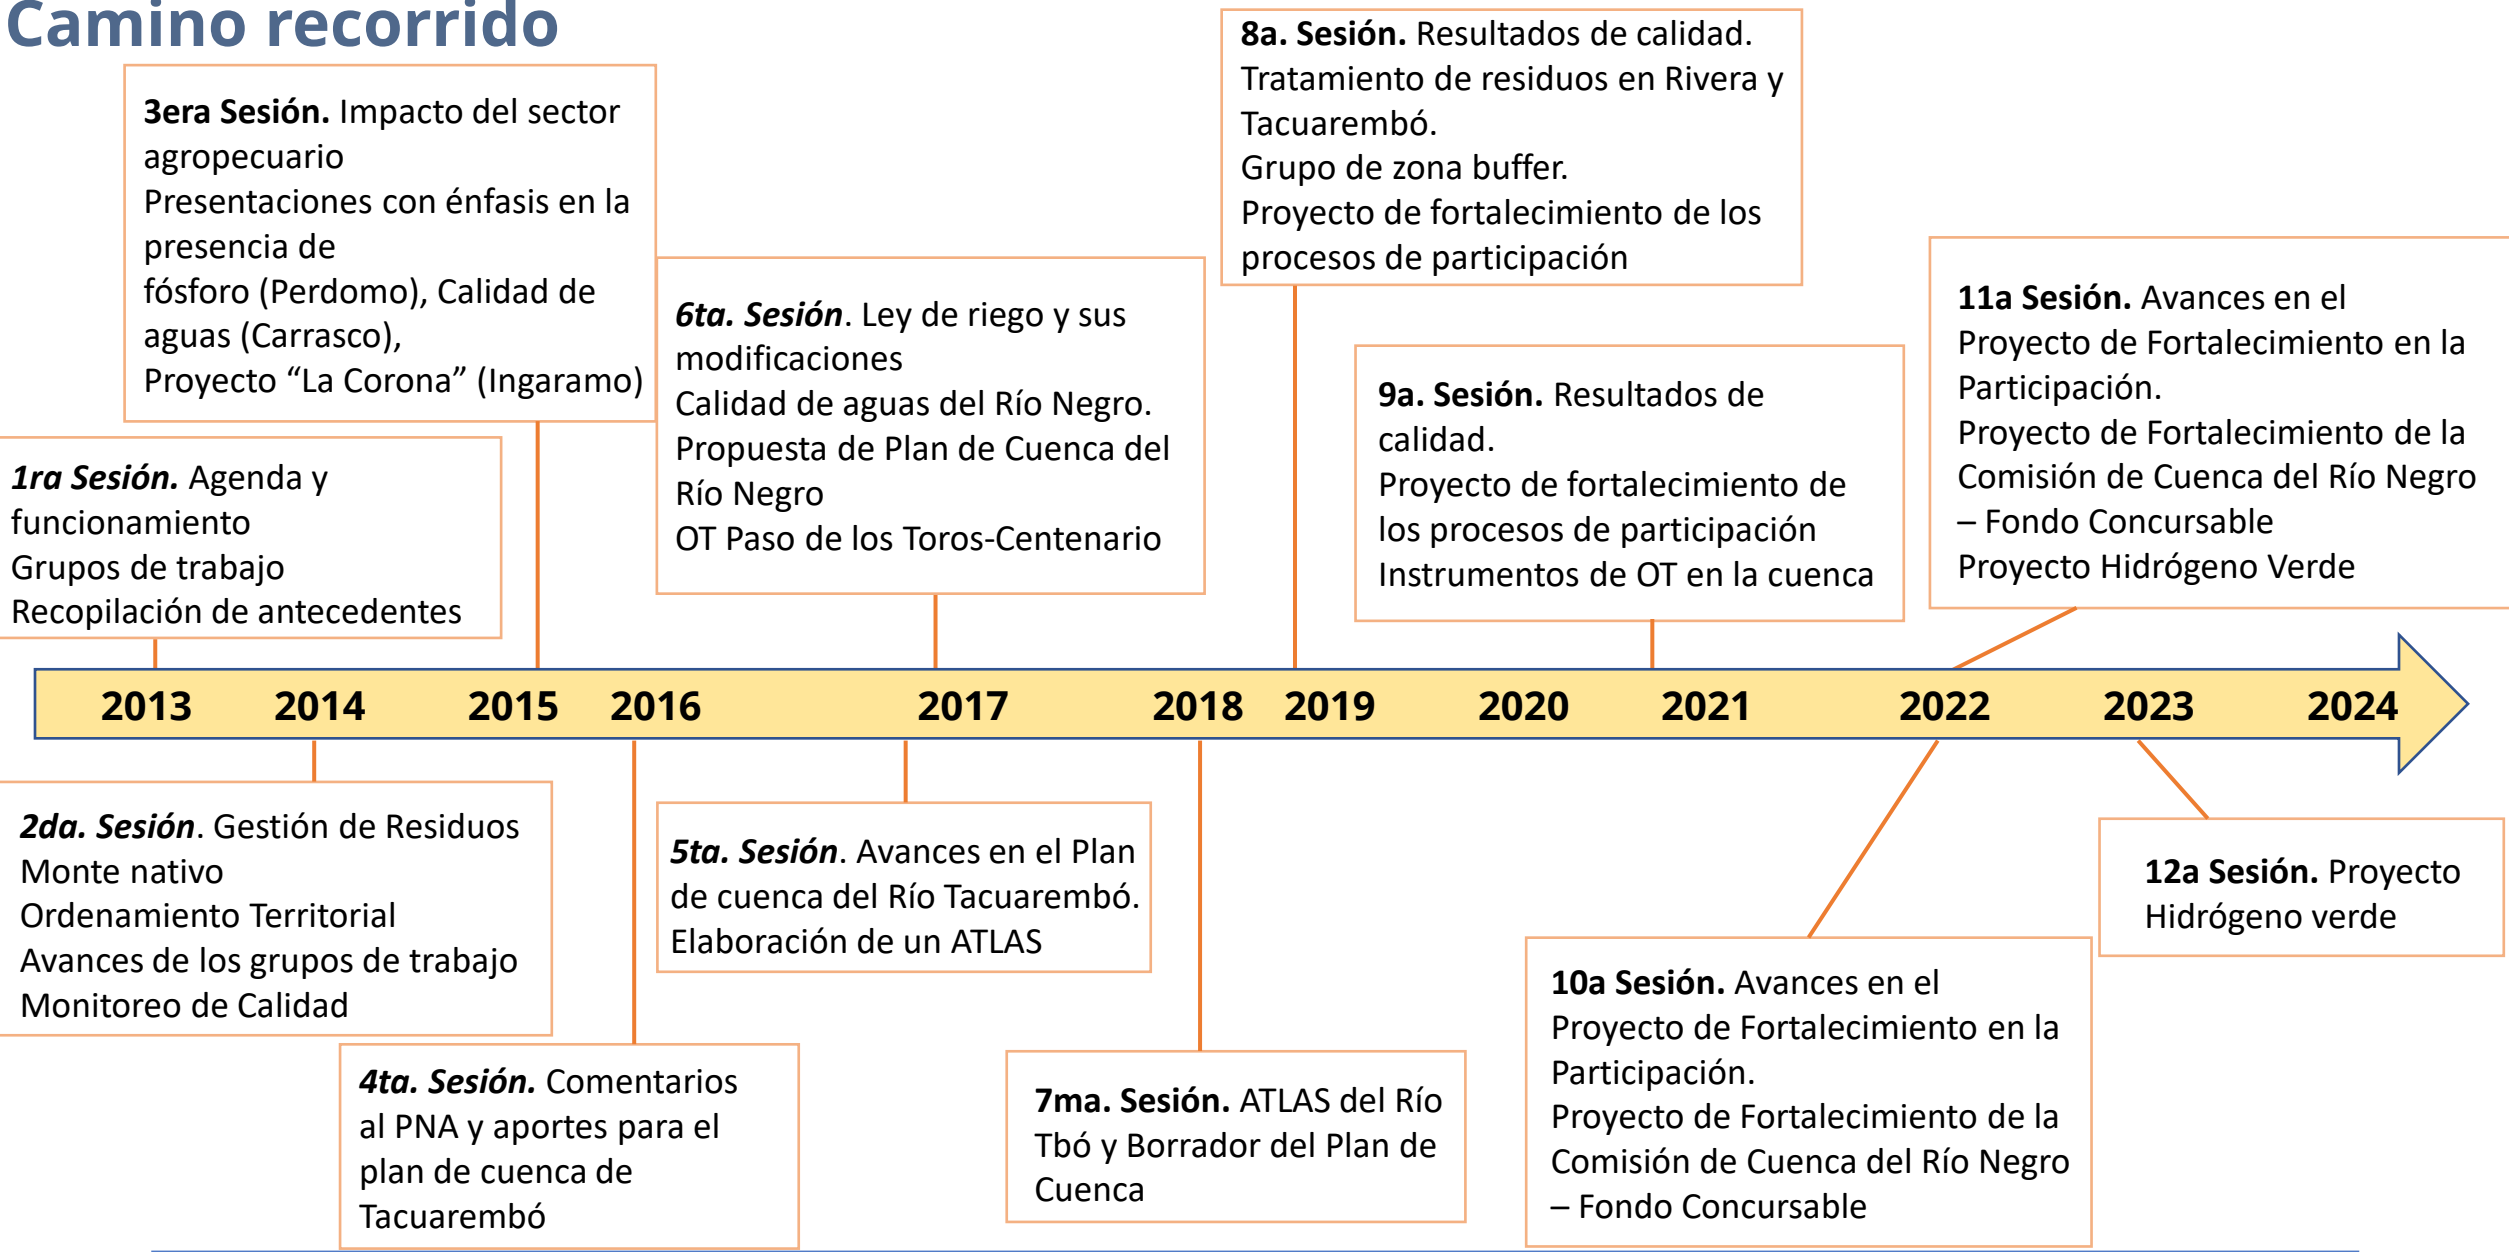 Camino recorrido
3era Sesión. Impacto del sector
agropecuario
Presentaciones con énfasis en la
presencia de
fósforo (Perdomo), Calidad de
aguas (Carrasco),
Proyecto “La Corona” (Ingaramo)
8a. Sesión. Resultados de calidad.
Tratamiento de residuos en Rivera y
Tacuarembó.
Grupo de zona buffer.
Proyecto de fortalecimiento de los
procesos de participación
1ra Sesión. Agenda y
funcionamiento
Grupos de trabajo
Recopilación de antecedentes
6ta. Sesión. Ley de riego y sus
modificaciones
Calidad de aguas del Río Negro.
Propuesta de Plan de Cuenca del
Río Negro
OT Paso de los Toros-Centenario
9a. Sesión. Resultados de
calidad.
Proyecto de fortalecimiento de
los procesos de participación
Instrumentos de OT en la cuenca
11a Sesión. Avances en el
Proyecto de Fortalecimiento en la
Participación.
Proyecto de Fortalecimiento de la
Comisión de Cuenca del Río Negro
– Fondo Concursable
Proyecto Hidrógeno Verde
2013 2014 2015 2016 2017 2018 2019 2020 2021 2022 2023 2024
2da. Sesión. Gestión de Residuos
Monte nativo
Ordenamiento Territorial
Avances de los grupos de trabajo
Monitoreo de Calidad
4ta. Sesión. Comentarios
al PNA y aportes para el
plan de cuenca de
Tacuarembó
5ta. Sesión. Avances en el Plan
de cuenca del Río Tacuarembó.
Elaboración de un ATLAS
7ma. Sesión. ATLAS del Río
Tbó y Borrador del Plan de
Cuenca
10a Sesión. Avances en el
Proyecto de Fortalecimiento en la
Participación.
Proyecto de Fortalecimiento de la
Comisión de Cuenca del Río Negro
– Fondo Concursable
12a Sesión. Proyecto
Hidrógeno verde